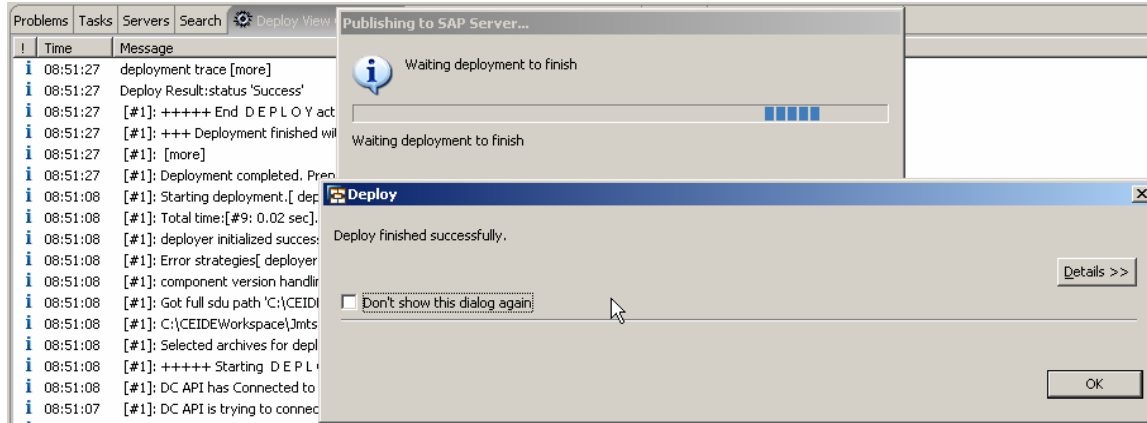 Problems Tasks Servers Search Deploy View Publishing to SAP Server...
! Time Message
i 08:51:27 deployment trace [more]
Waiting deployment to finish
i 08:51:27 Deploy Result:status 'Success'
i 08:51:27 [#1]: +++++ End D E P L O Y act
i 08:51:27 [#1]: +++ Deployment finished wit
Waiting deployment to finish
i 08:51:27 [#1]: [more]
i 08:51:27 [#1]: Deployment completed. Prep
i 08:51:08 [#1]: Starting deployment.[ dep
Deploy
i 08:51:08 [#1]: Total time:[#9: 0.02 sec].
i 08:51:08 [#1]: deployer initialized success
Deploy finished successfully.
i 08:51:08 [#1]: Error strategies[ deployer
Details >>
i 08:51:08 [#1]: component version handlin
i 08:51:08 [#1]: Got full sdu path 'C:\CEIDE
Don't show this dialog again
i 08:51:08 [#1]: C:\CEIDEWorkspace\Jmts
i 08:51:08 [#1]: Selected archives for depl
i 08:51:08 [#1]: +++++ Starting D E P L
i 08:51:08 [#1]: DC API has Connected to
OK
i 08:51:07 [#1]: DC API is trying to connec